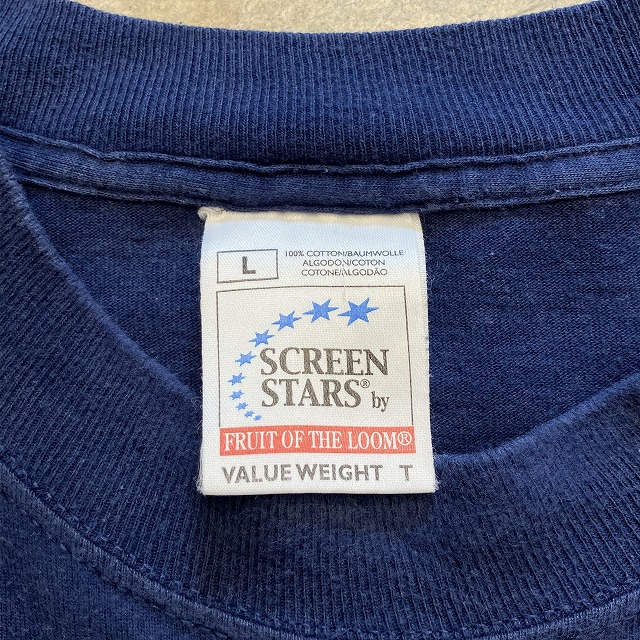 L
100% COTTON/BAUMWOLLE
ALGODON/COTON
COTONE/ALGODÃO
SCREEN
STARS® by
FRUIT OF THE LOOM®
VALUE WEIGHT T